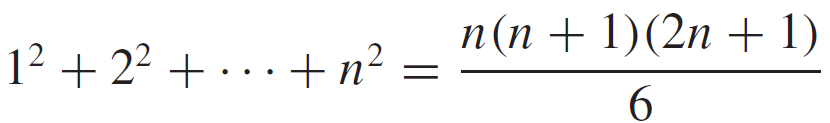 1² + 2² + · · · + n² = n(n + 1)(2n + 1) / 6